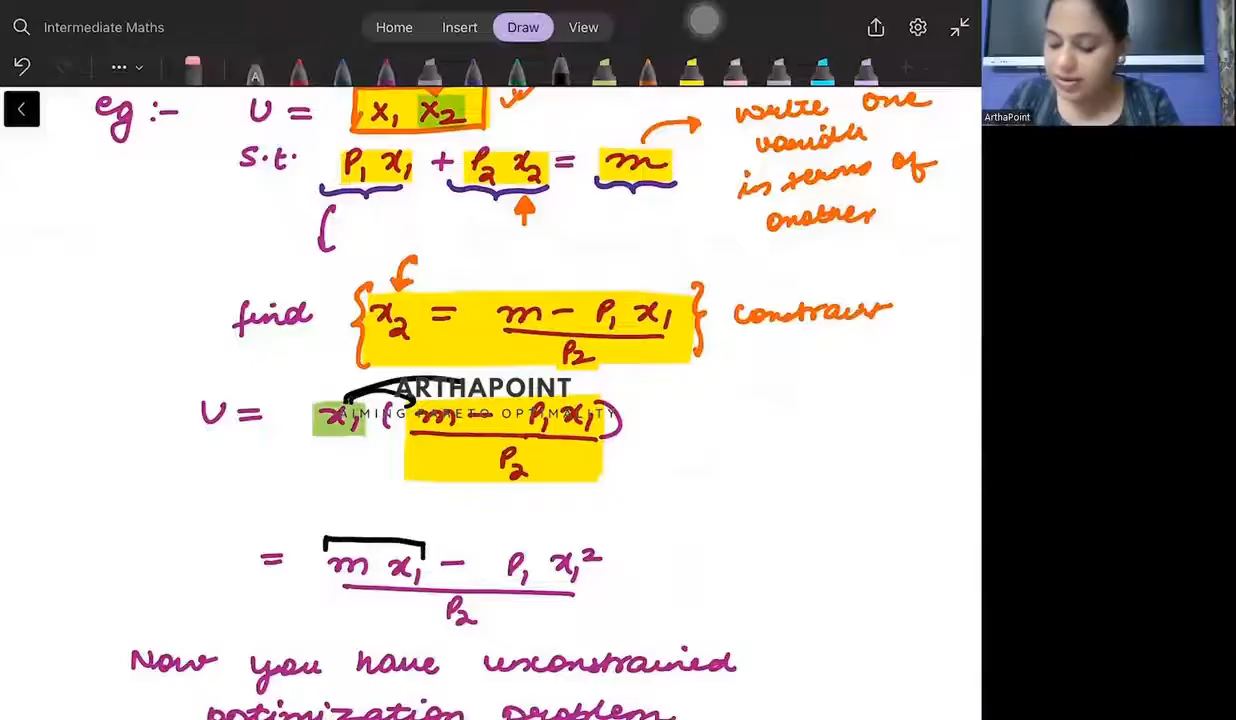 Intermediate Maths
Home Insert Draw View
eg :- U = x₁ x₂
s.t. P₁ x₁ + P₂ x₂ = m
write one
variable
in terms of
another
find { x₂ = m - P₁ x₁ } constraint
P₂
ARTHAPOINT
AIMING PARETO OPTIMALITY
U = x₁ ( m - P₁ x₁ )
P₂
= m x₁ - P₁ x₁²
P₂
Now you have unconstrained
optimization problem
ArthaPoint